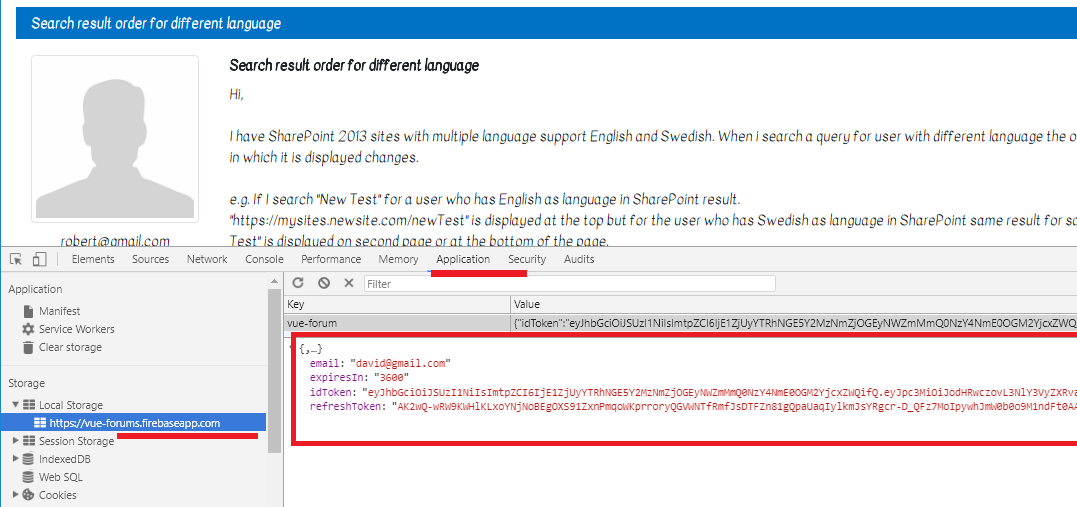 Search result order for different language
Search result order for different language
Hi,
I have SharePoint 2013 sites with multiple language support English and Swedish. When i search a query for user with different language the o
in which it is displayed changes.
e.g. If I search "New Test" for a user who has English as language in SharePoint result.
"https://mysites.newsite.com/newTest" is displayed at the top but for the user who has Swedish as language in SharePoint same result for sa
Test" is displayed on second page or at the bottom of the page.
robert@gmail.com
Elements Sources Network Console Performance Memory Application Security Audits
Application
Manifest
Service Workers
Clear storage
Storage
Local Storage
https://vue-forums.firebaseapp.com
Session Storage
IndexedDB
Web SQL
Cookies
Filter
Key Value
vue-forum {"idToken":"eyJhbGciOiJSUzI1NiIsImtpZCI6IjE1ZjUyYTRhNGE5Y2MzNmZjOGEyNWZmMmQ0NzY4NmE0OGM2YjcxZWQ
{,…}
email: "david@gmail.com"
expiresIn: "3600"
idToken: "eyJhbGciOiJSUzI1NiIsImtpZCI6IjE1ZjUyYTRhNGE5Y2MzNmZjOGEyNWZmMmQ0NzY4NmE0OGM2YjcxZWQifQ.eyJpc3MiOiJodHRwczovL3NlY3VyZXRva
refreshToken: